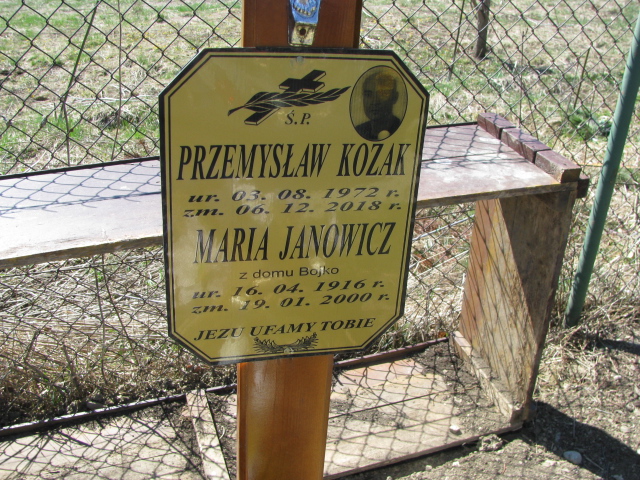 Ś.P.
PRZEMYSŁAW KOZAK
ur. 03. 08. 1972 r.
zm. 06. 12. 2018 r.
MARIA JANOWICZ
z domu Bojko
ur. 16. 04. 1916 r.
zm. 19. 01. 2000 r.
JEZU UFAMY TOBIE